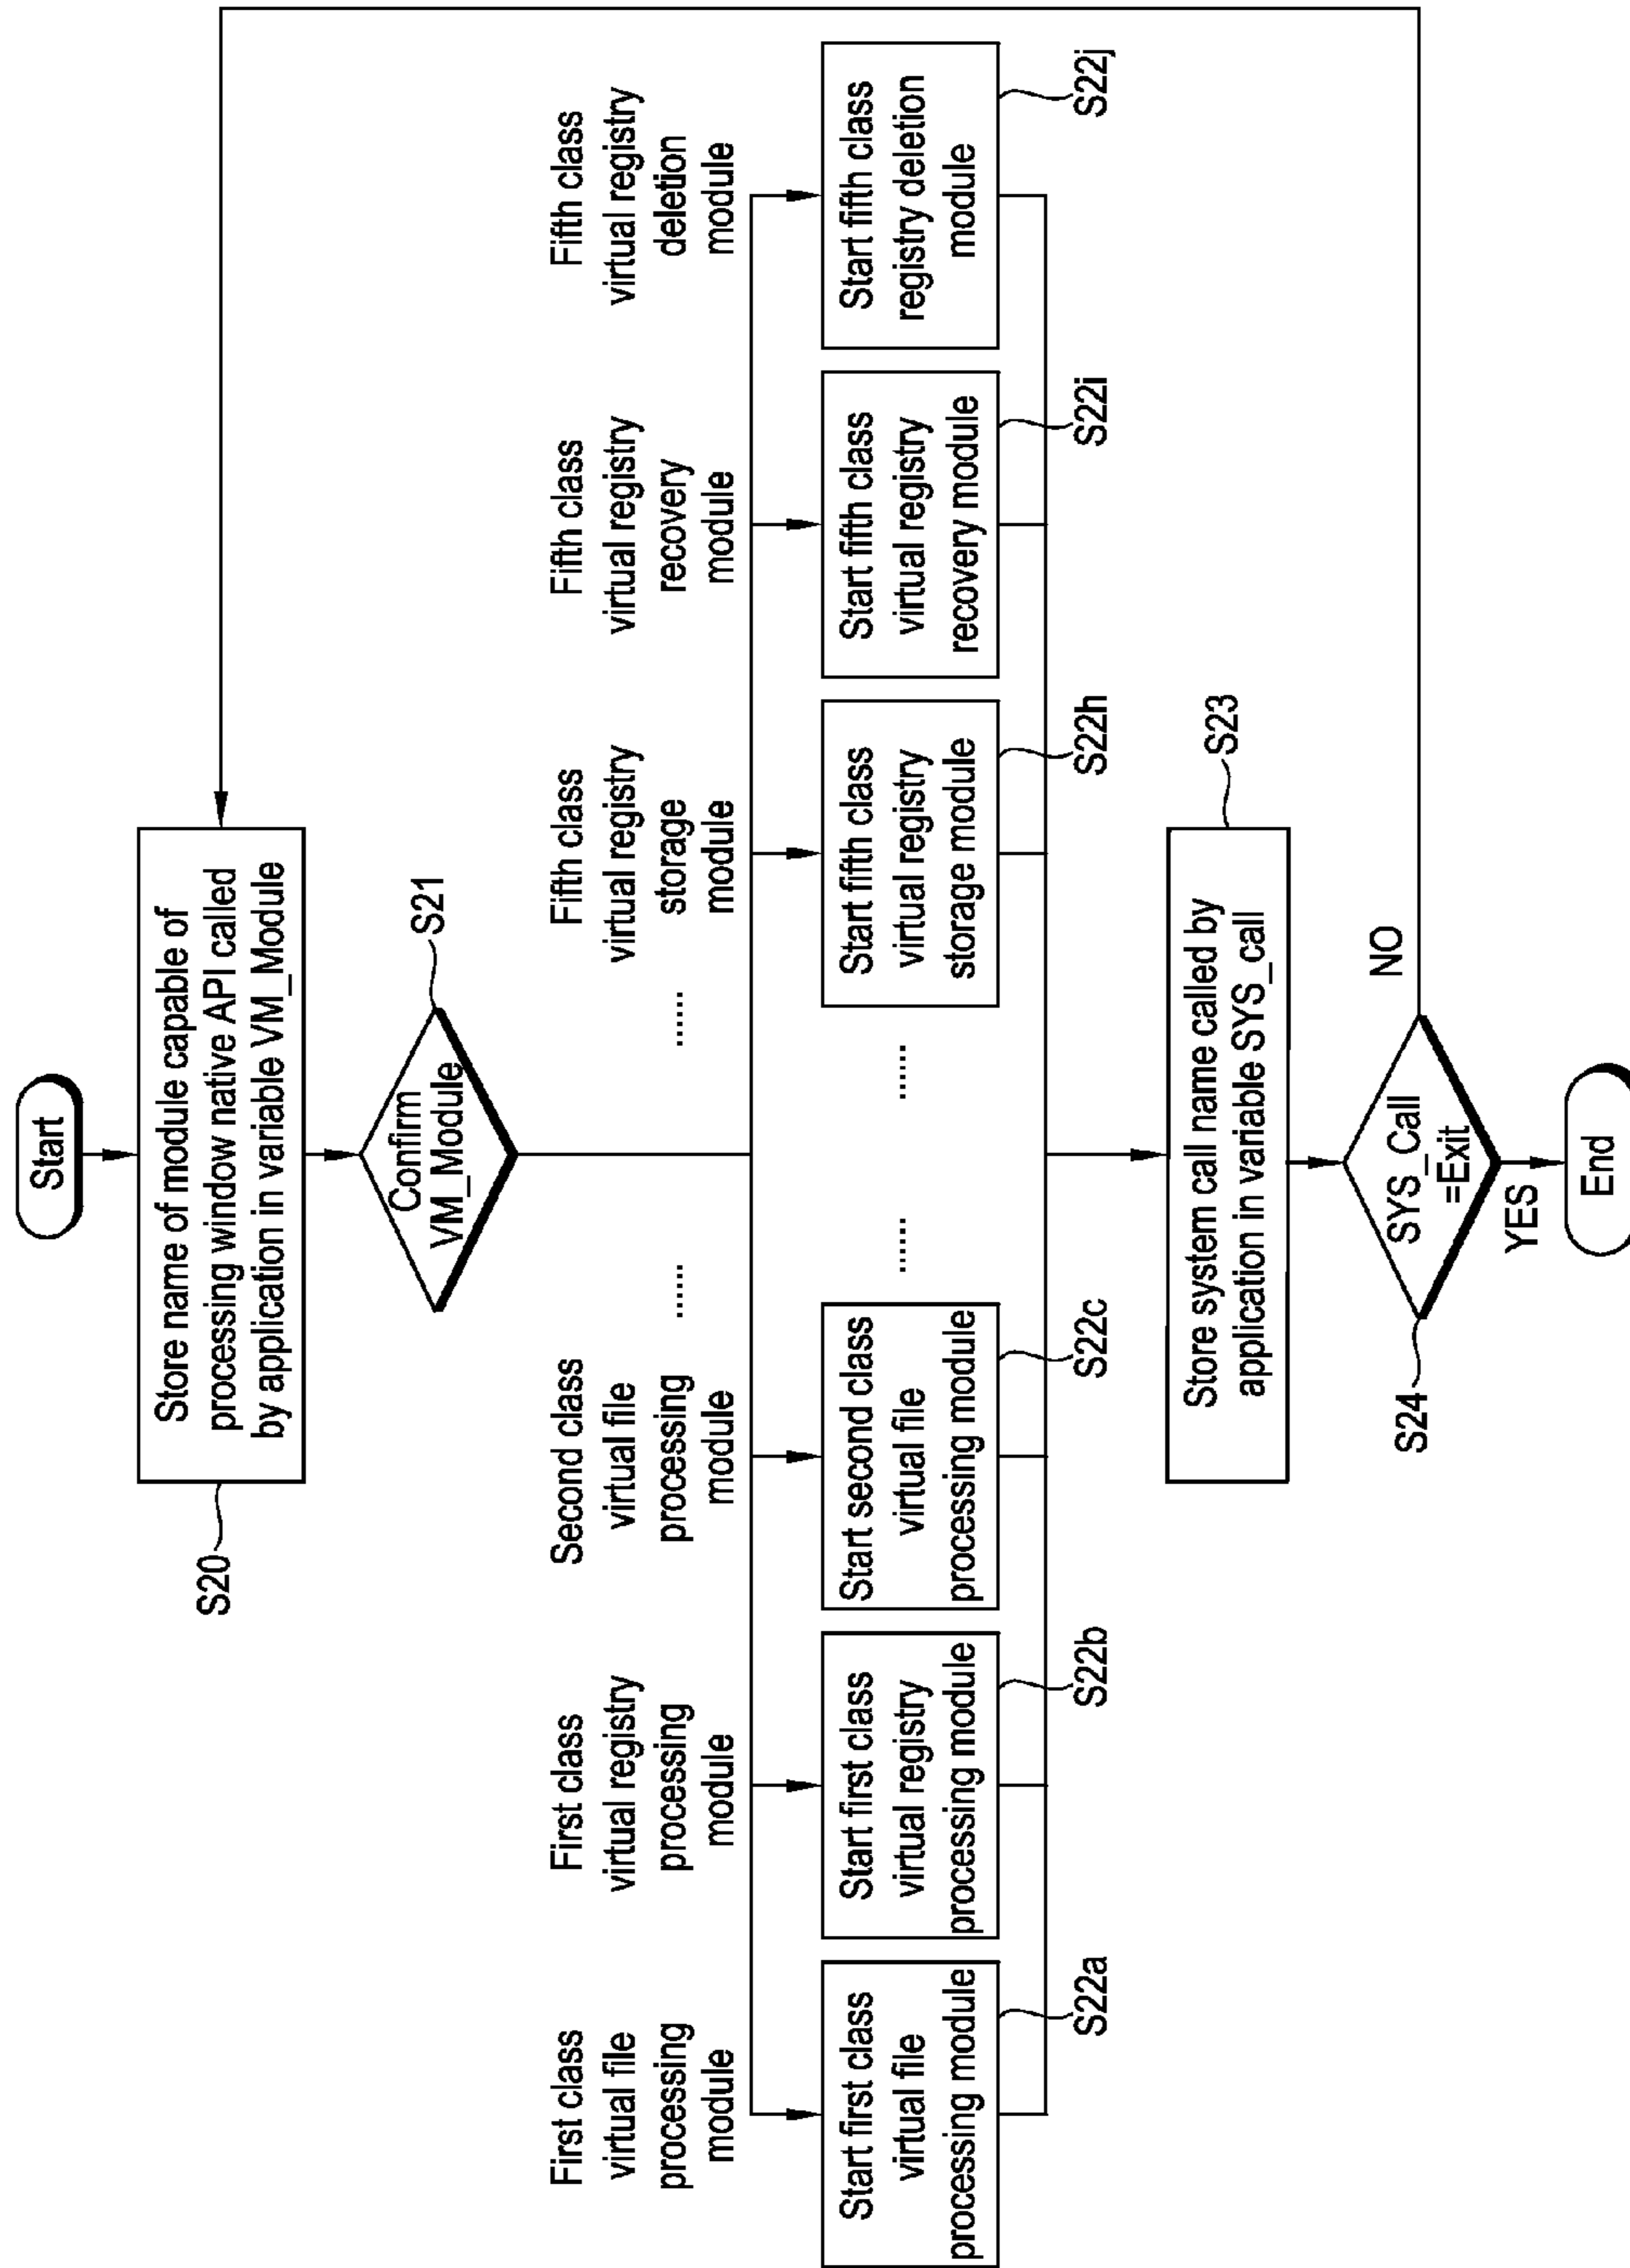 Start
Store name of module capable of
processing window native API called
by application in variable VM_Module
S20
Confirm
VM_Module
S21
First class
virtual file
processing
module
First class
virtual registry
processing
module
Second class
virtual file
processing
module
......
......
Fifth class
virtual registry
storage
module
Fifth class
virtual registry
recovery
module
Fifth class
virtual registry
deletion
module
Start first class
virtual file
processing module
S22a
Start first class
virtual registry
processing module
S22b
Start second class
virtual file
processing module
S22c
......
......
Start fifth class
virtual registry
storage module
S22h
Start fifth class
virtual registry
recovery module
S22i
Start fifth class
registry deletion
module
S22j
Store system call name called by
application in variable SYS_call
S23
SYS_Call
=Exit
S24
NO
YES
End